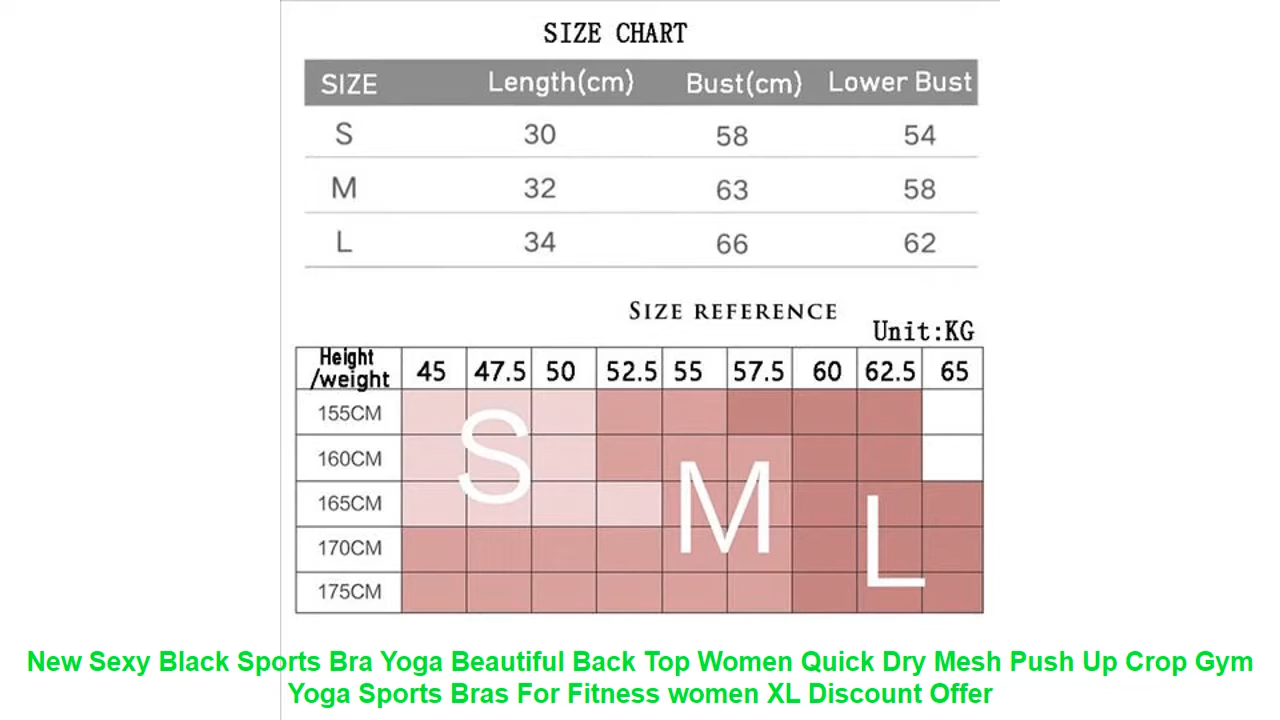 SIZE CHART
SIZE Length(cm) Bust(cm) Lower Bust
S 30 58 54
M 32 63 58
L 34 66 62
SIZE REFERENCE
Unit:KG
Height
/weight 45 47.5 50 52.5 55 57.5 60 62.5 65
155CM
160CM
S
165CM
M
170CM
L
175CM
New Sexy Black Sports Bra Yoga Beautiful Back Top Women Quick Dry Mesh Push Up Crop Gym
Yoga Sports Bras For Fitness women XL Discount Offer